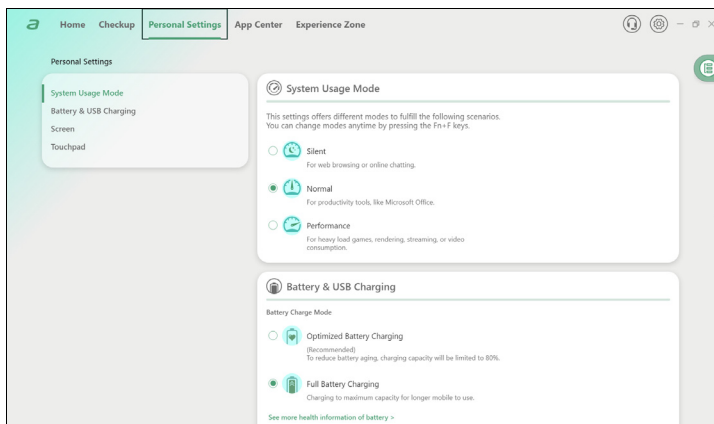 a Home Checkup Personal Settings App Center Experience Zone
Personal Settings
System Usage Mode
Battery & USB Charging
Screen
Touchpad
System Usage Mode
This settings offers different modes to fulfill the following scenarios.
You can change modes anytime by pressing the Fn+F keys.
Silent
For web browsing or online chatting.
Normal
For productivity tools, like Microsoft Office.
Performance
For heavy load games, rendering, streaming, or video
consumption.
Battery & USB Charging
Battery Charge Mode
Optimized Battery Charging
(Recommended)
To reduce battery aging, charging capacity will be limited to 80%.
Full Battery Charging
Charging to maximum capacity for longer mobile to use.
See more health information of battery >